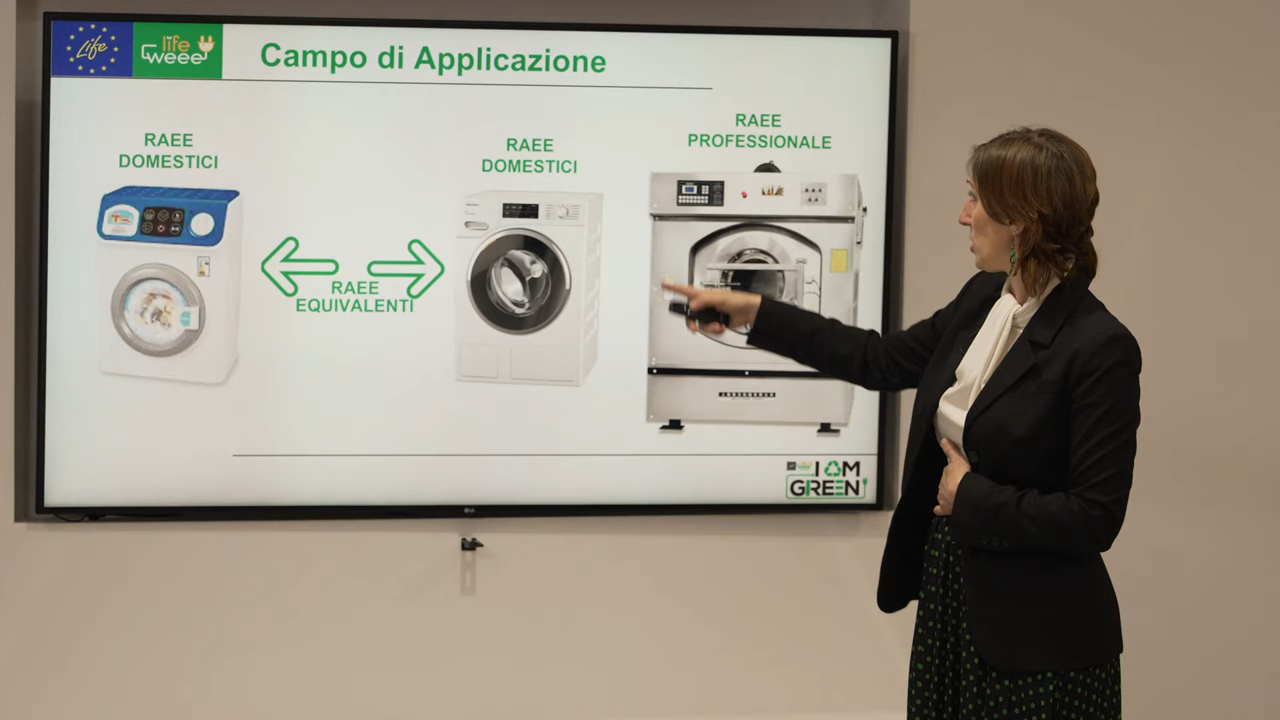 Life
life
weee
Campo di Applicazione
RAEE
DOMESTICI
RAEE
DOMESTICI
RAEE
PROFESSIONALE
RAEE
EQUIVALENTI
I AM
GREEN
LG